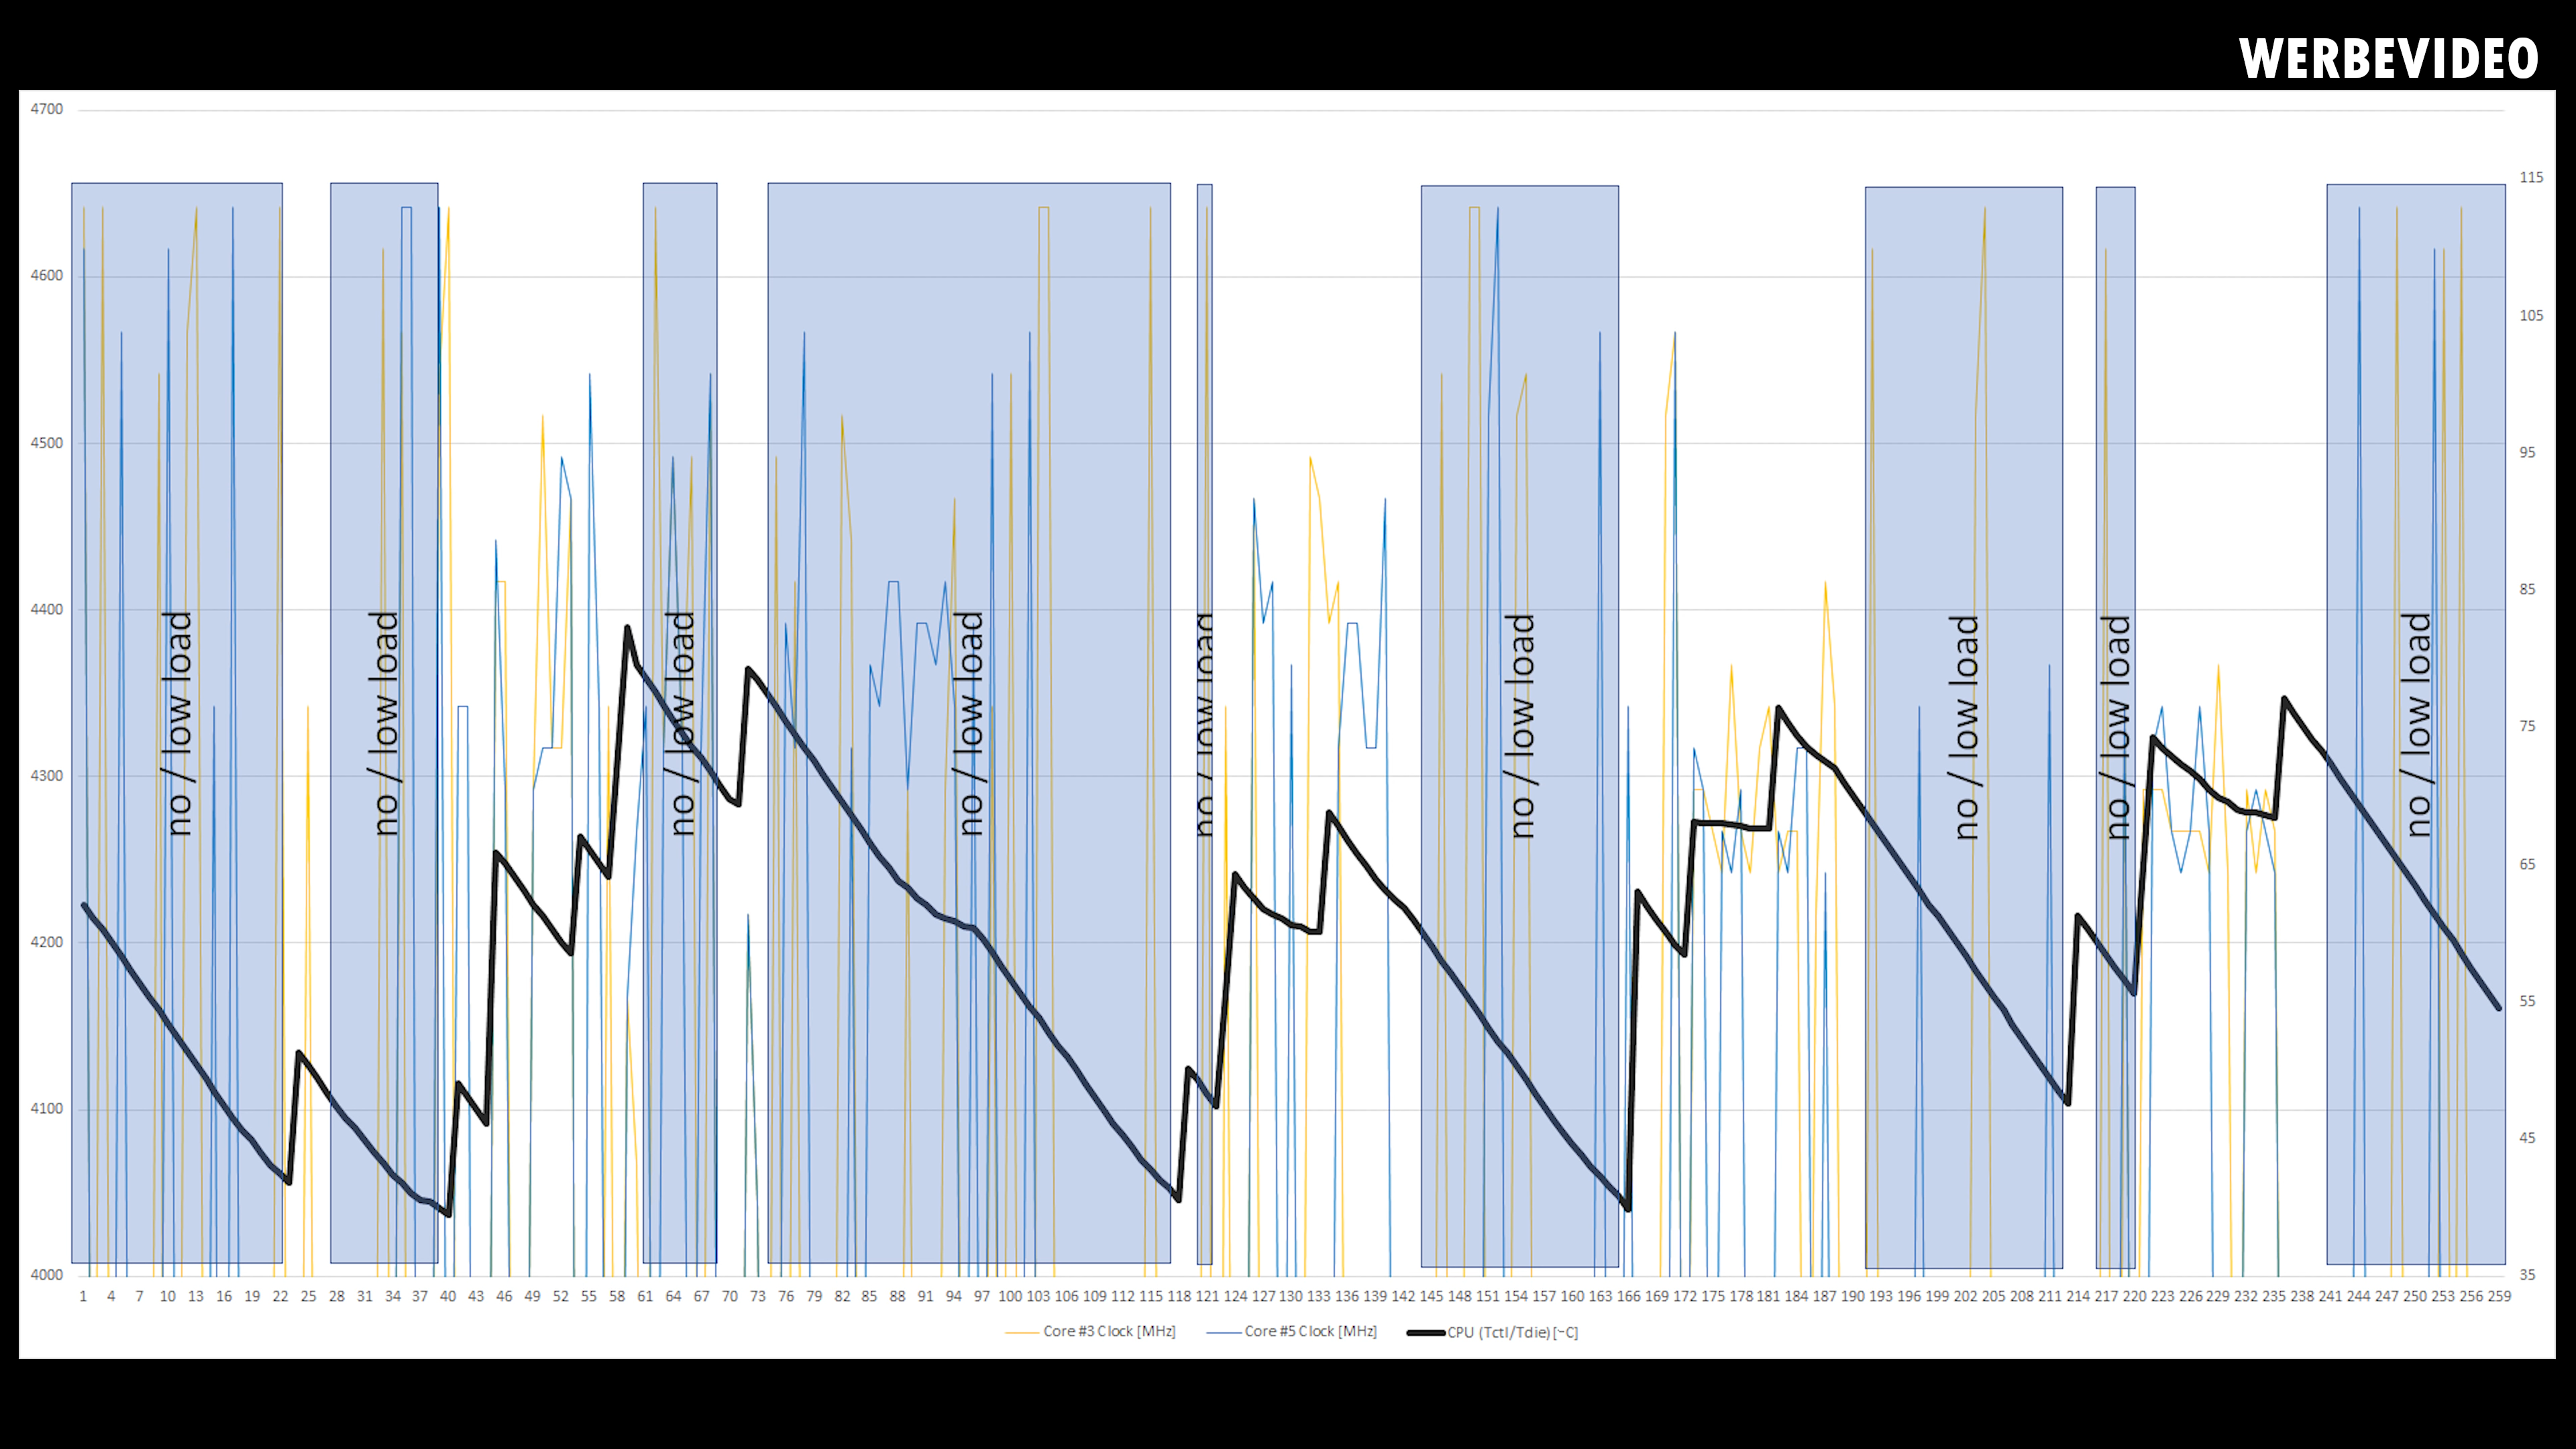 WERBEVIDEO
4700
4600
4500
4400
4300
4200
4100
4000
115
105
95
85
75
65
55
45
35
no / low load
no / low load
no / low load
no / low load
no / low load
no / low load
no / low load
no / low load
no / low load
1 4 7 10 13 16 19 22 25 28 31 34 37 40 43 46 49 52 55 58 61 64 67 70 73 76 79 82 85 88 91 94 97 100 103 106 109 112 115 118 121 124 127 130 133 136 139 142 145 148 151 154 157 160 163 166 169 172 175 178 181 184 187 190 193 196 199 202 205 208 211 214 217 220 223 226 229 232 235 238 241 244 247 250 253 256 259
Core #3 Clock [MHz] Core #5 Clock [MHz] CPU (Tctl/Tdie) [~C]